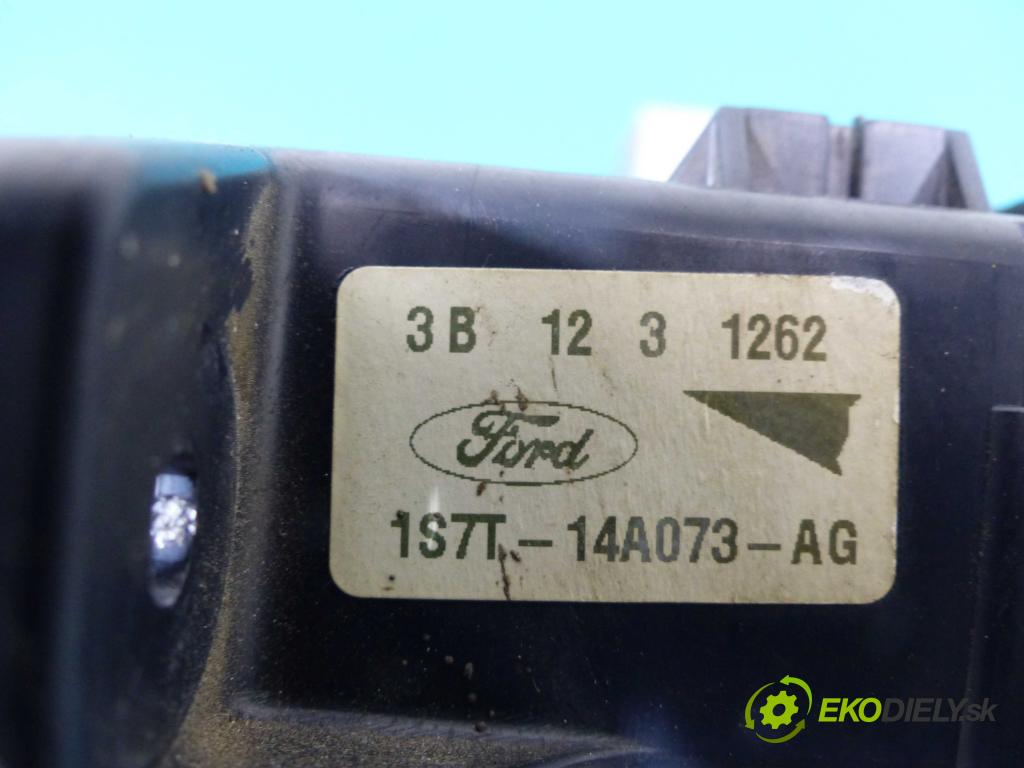 3B 12 3 1262
Ford
1S7T-14A073-AG
EKODIELY.sk